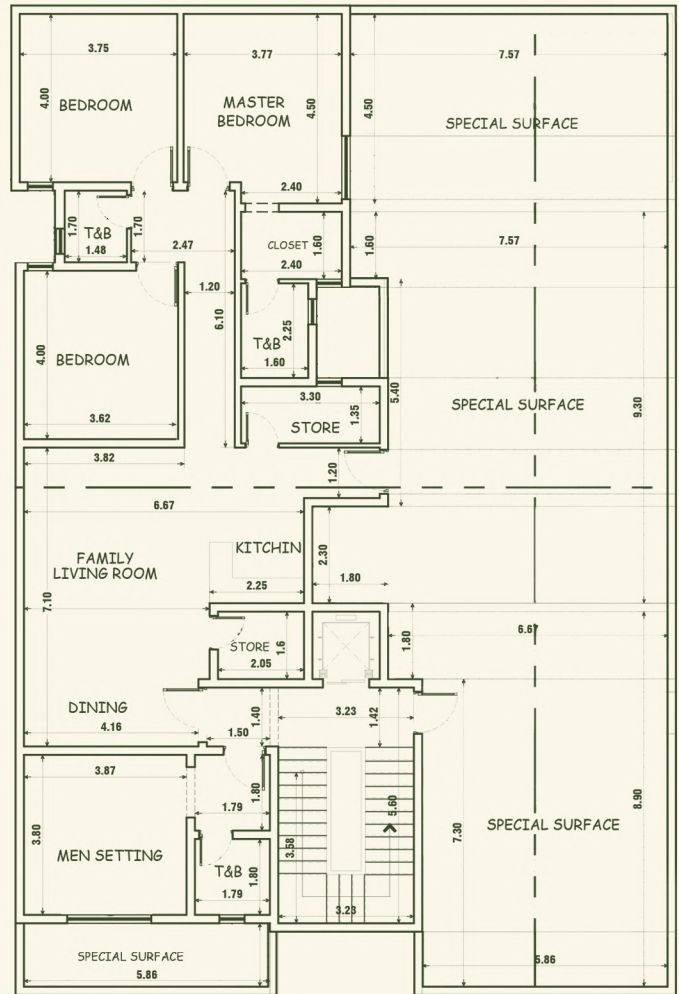 3.75
3.77
7.57
4.00
BEDROOM
MASTER
BEDROOM
4.50
4.50
SPECIAL SURFACE
2.40
1.70
T&B
1.48
1.70
2.47
CLOSET
1.60
2.40
1.60
7.57
1.20
6.10
T&B
2.25
1.60
4.00
BEDROOM
3.62
3.30
STORE
1.35
5.40
SPECIAL SURFACE
9.30
3.82
1.20
6.67
KITCHIN
2.30
FAMILY
LIVING ROOM
2.25
1.80
7.10
STORE
1.6
2.05
1.80
6.67
DINING
4.16
1.50
1.40
3.23
1.42
3.87
1.80
1.79
5.60
8.90
3.80
MEN SETTING
3.58
7.30
SPECIAL SURFACE
T&B
1.80
1.79
3.23
SPECIAL SURFACE
5.86
5.86